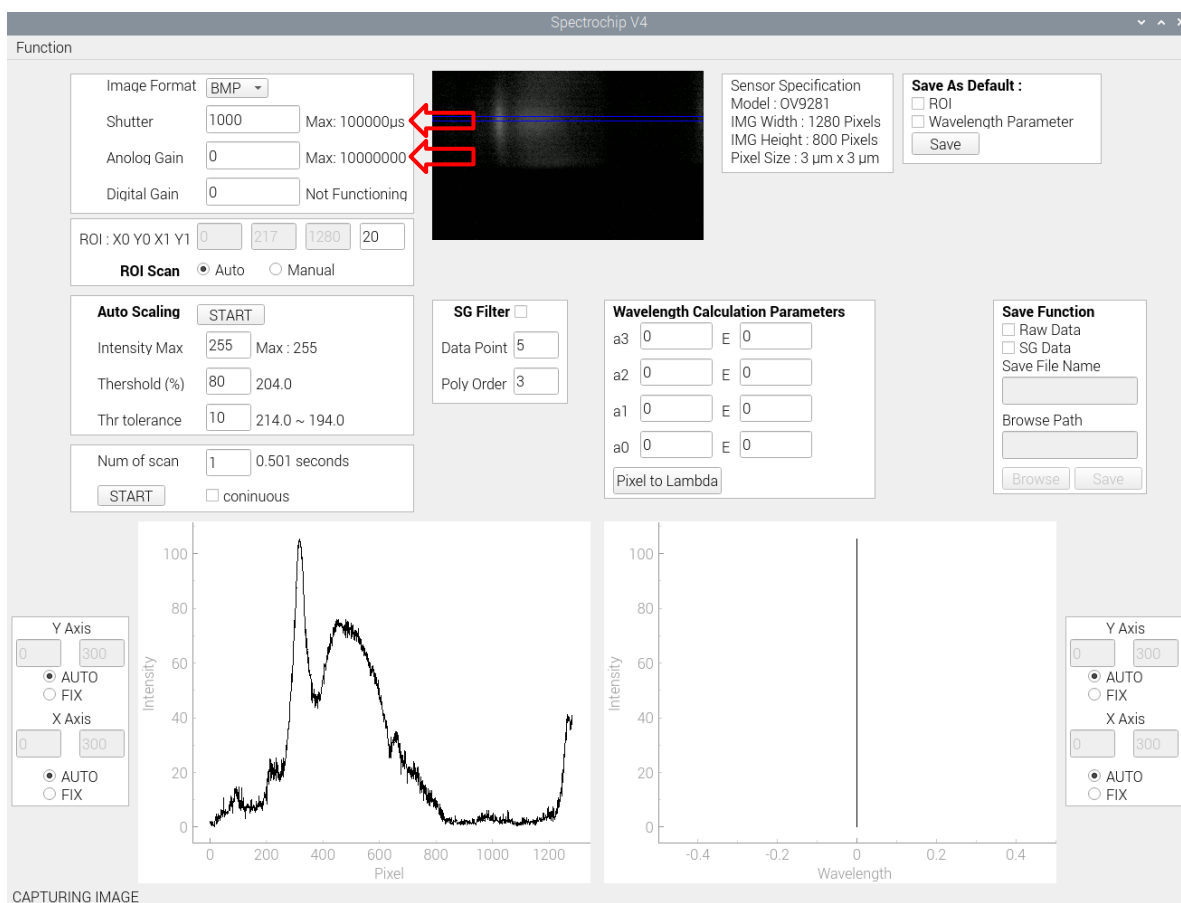 Spectrochip V4
Function
Image Format BMP
Shutter 1000 Max: 100000µs
Analog Gain 0 Max: 10000000
Digital Gain 0 Not Functioning
ROI : X0 Y0 X1 Y1 0 217 1280 20
ROI Scan Auto Manual
Sensor Specification
Model : OV9281
IMG Width : 1280 Pixels
IMG Height : 800 Pixels
Pixel Size : 3 µm x 3 µm
Save As Default :
ROI
Wavelength Parameter
Save
Auto Scaling START
Intensity Max 255 Max : 255
Thershold (%) 80 204.0
Thr tolerance 10 214.0 ~ 194.0
Num of scan 1 0.501 seconds
START coninuous
SG Filter
Data Point 5
Poly Order 3
Wavelength Calculation Parameters
a3 0 E 0
a2 0 E 0
a1 0 E 0
a0 0 E 0
Pixel to Lambda
Save Function
Raw Data
SG Data
Save File Name
Browse Path
Browse Save
Y Axis
0 300
AUTO
FIX
X Axis
0 300
AUTO
FIX
Intensity
100
80
60
40
20
0
0 200 400 600 800 1000 1200
Pixel
Intensity
100
80
60
40
20
0
-0.4 -0.2 0 0.2 0.4
Wavelength
Y Axis
0 300
AUTO
FIX
X Axis
0 300
AUTO
FIX
CAPTURING IMAGE